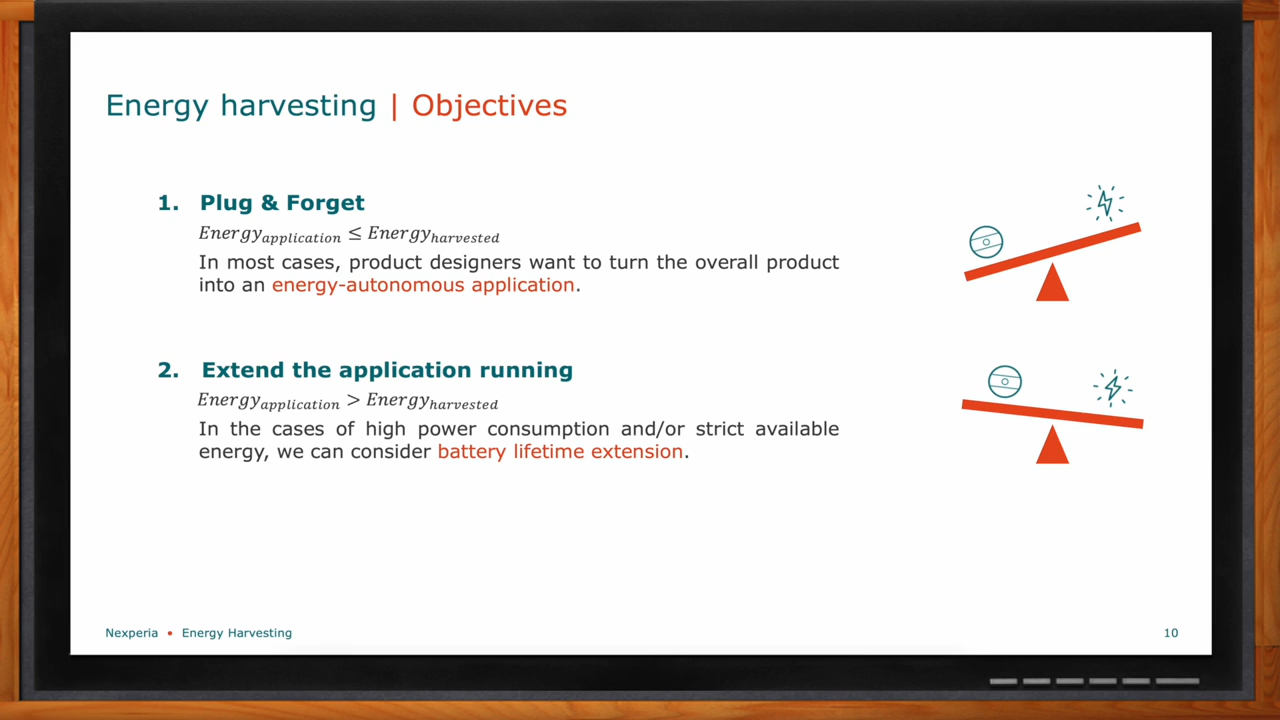 Energy harvesting | Objectives
1. Plug & Forget
Energy_application ≤ Energy_harvested
In most cases, product designers want to turn the overall product
into an energy-autonomous application.
2. Extend the application running
Energy_application > Energy_harvested
In the cases of high power consumption and/or strict available
energy, we can consider battery lifetime extension.
Nexperia • Energy Harvesting
10